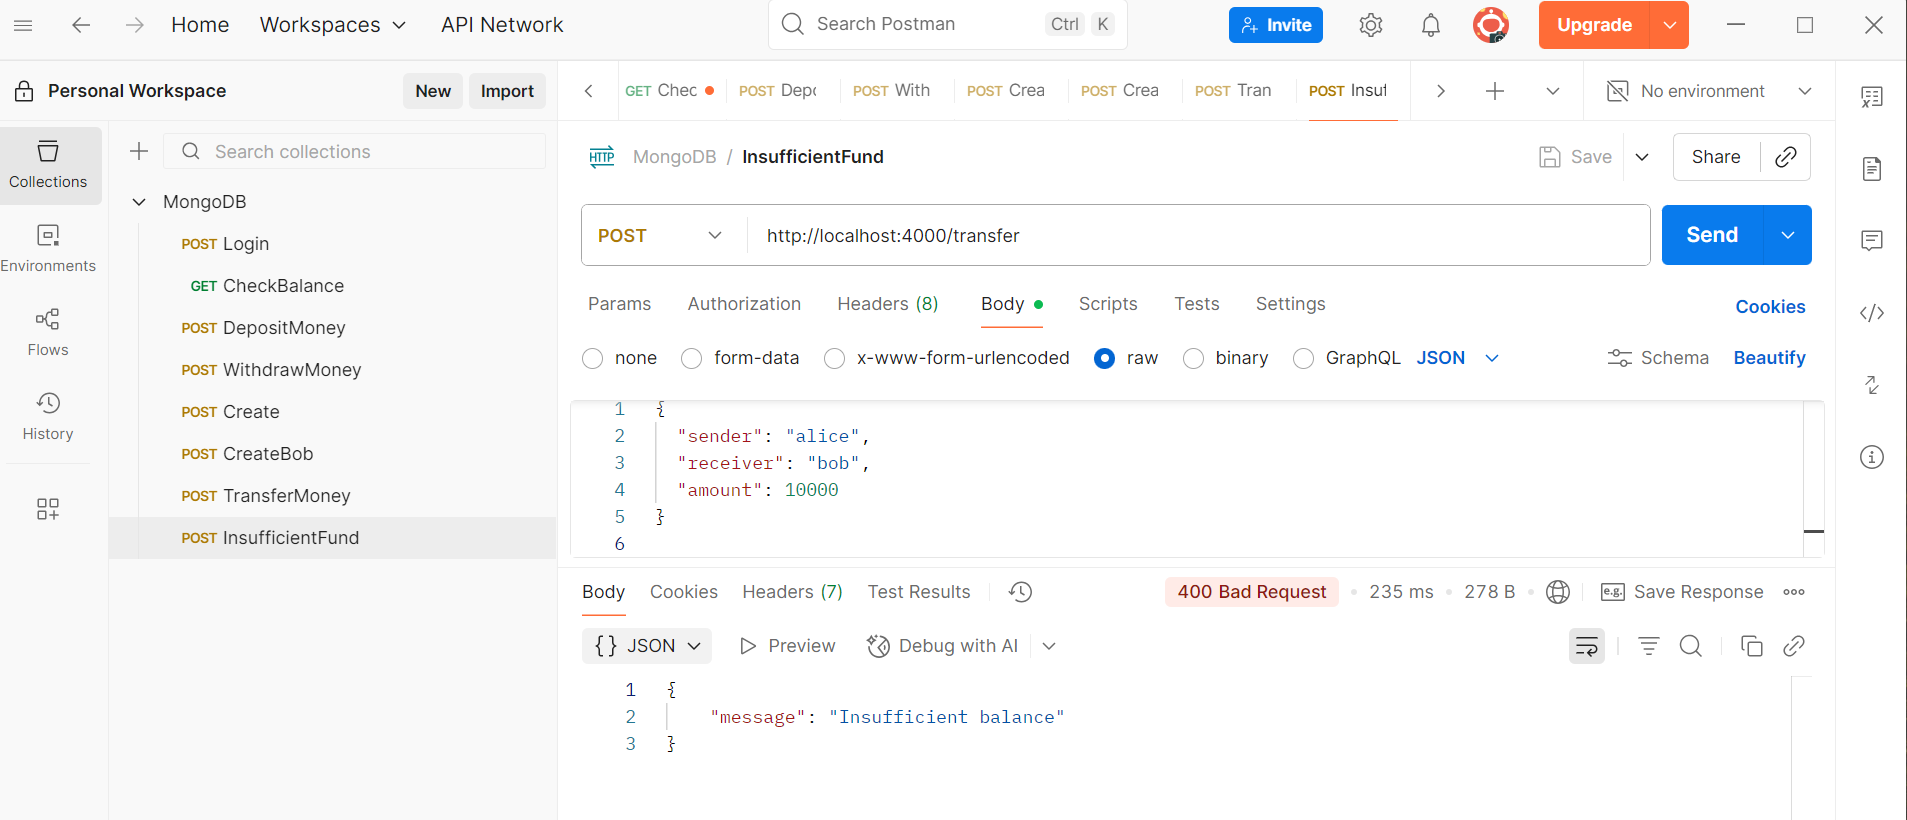 Home Workspaces API Network Search Postman Ctrl K Invite Upgrade
Personal Workspace New Import
GET Chec POST Depo POST With POST Crea POST Crea POST Tran POST Insuf No environment
Collections
Search collections
MongoDB / InsufficientFund Save Share
MongoDB
POST Login
GET CheckBalance
POST DepositMoney
POST WithdrawMoney
POST Create
POST CreateBob
POST TransferMoney
POST InsufficientFund
Environments
Flows
History
POST http://localhost:4000/transfer Send
Params Authorization Headers (8) Body Scripts Tests Settings Cookies
none form-data x-www-form-urlencoded raw binary GraphQL JSON Schema Beautify
1 {
2 "sender": "alice",
3 "receiver": "bob",
4 "amount": 10000
5 }
6
Body Cookies Headers (7) Test Results 400 Bad Request 235 ms 278 B e.g. Save Response
{} JSON Preview Debug with AI
1 {
2 "message": "Insufficient balance"
3 }